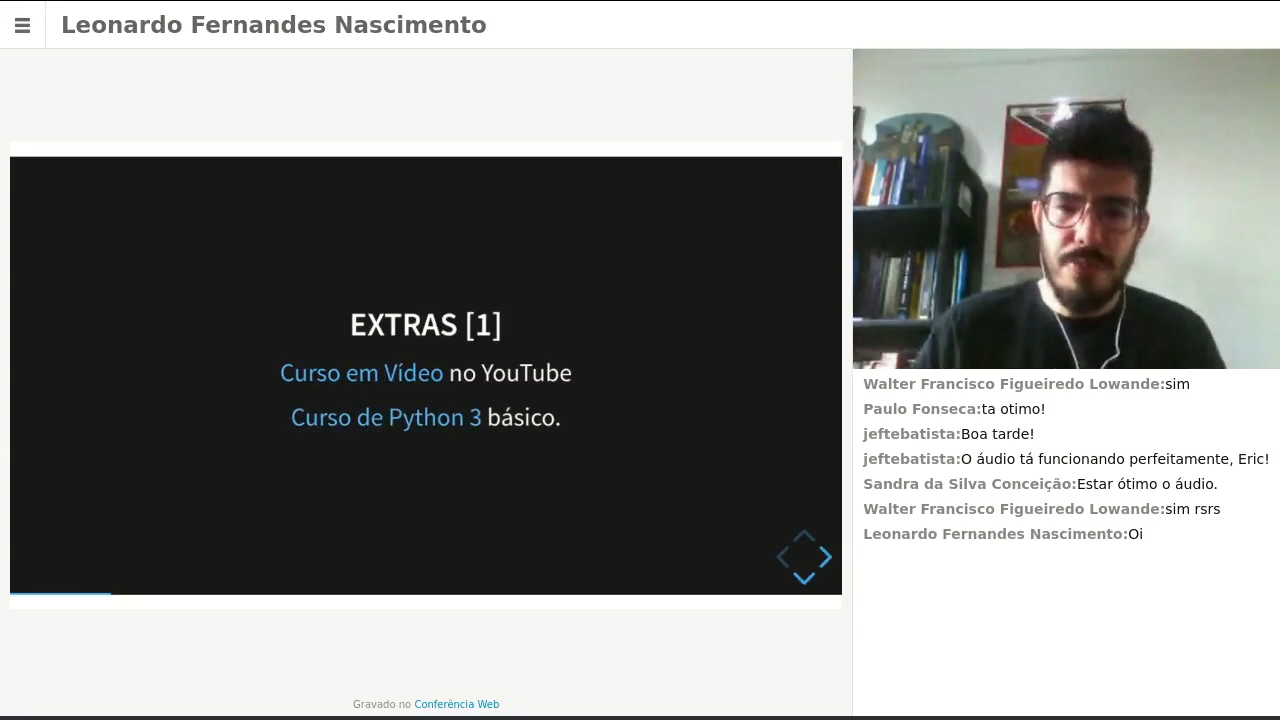 Leonardo Fernandes Nascimento
EXTRAS [1]
Curso em Vídeo no YouTube
Curso de Python 3 básico.
Gravado no Conferência Web
Walter Francisco Figueiredo Lowande:sim
Paulo Fonseca:ta otimo!
jeftebatista:Boa tarde!
jeftebatista:O áudio tá funcionando perfeitamente, Eric!
Sandra da Silva Conceição:Estar ótimo o áudio.
Walter Francisco Figueiredo Lowande:sim rsrs
Leonardo Fernandes Nascimento:Oi